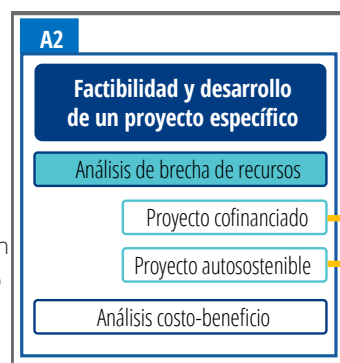 A2
Factibilidad y desarrollo
de un proyecto específico
Análisis de brecha de recursos
Proyecto cofinanciado
Proyecto autosostenible
Análisis costo-beneficio